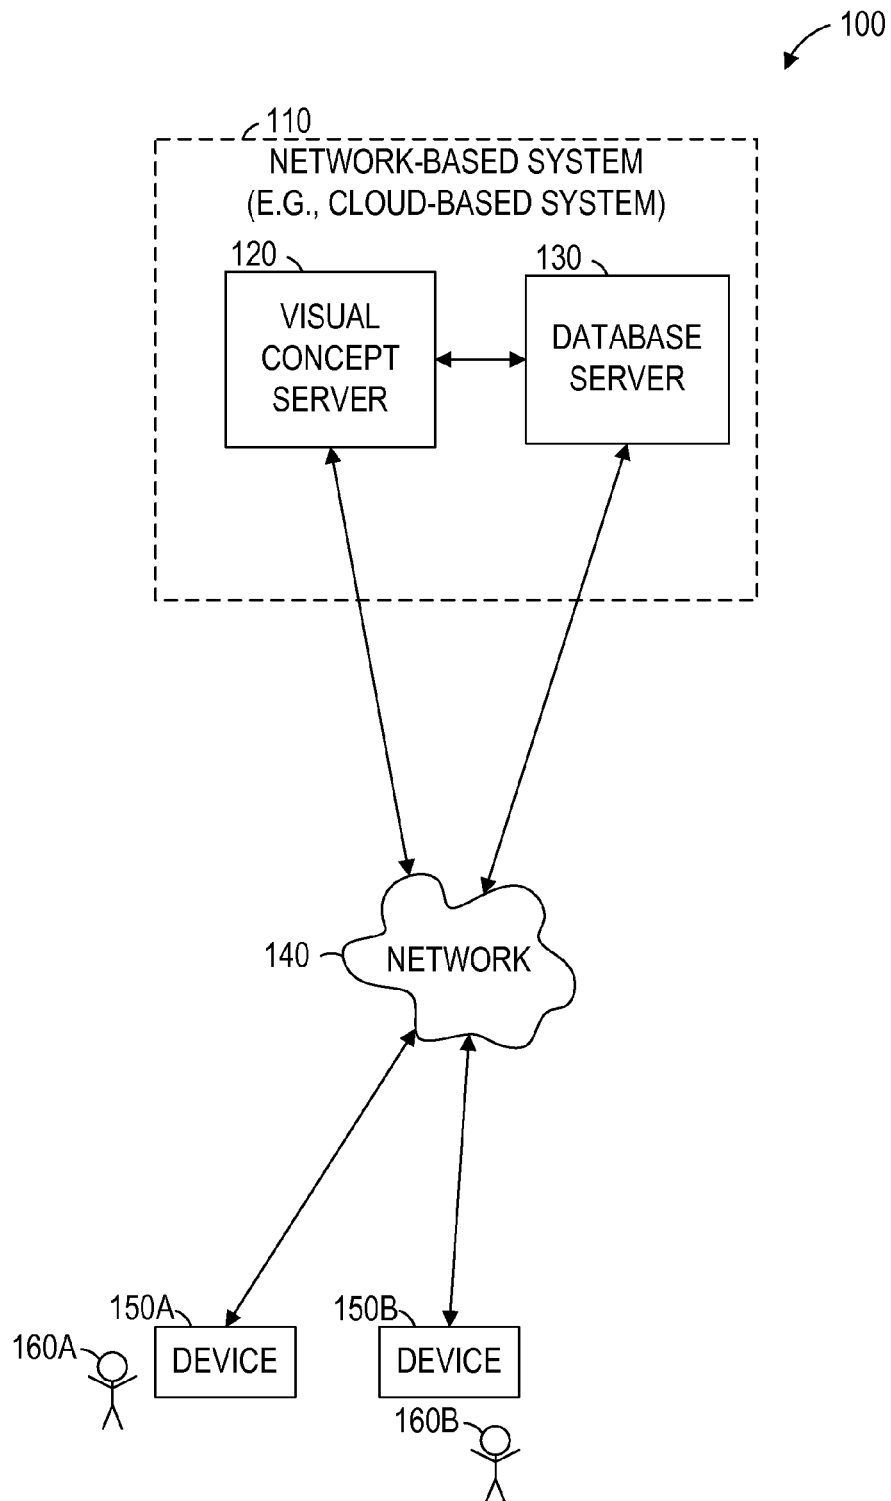 100
110
NETWORK-BASED SYSTEM
(E.G., CLOUD-BASED SYSTEM)
120
VISUAL
CONCEPT
SERVER
130
DATABASE
SERVER
140
NETWORK
150A
DEVICE
160A
150B
DEVICE
160B